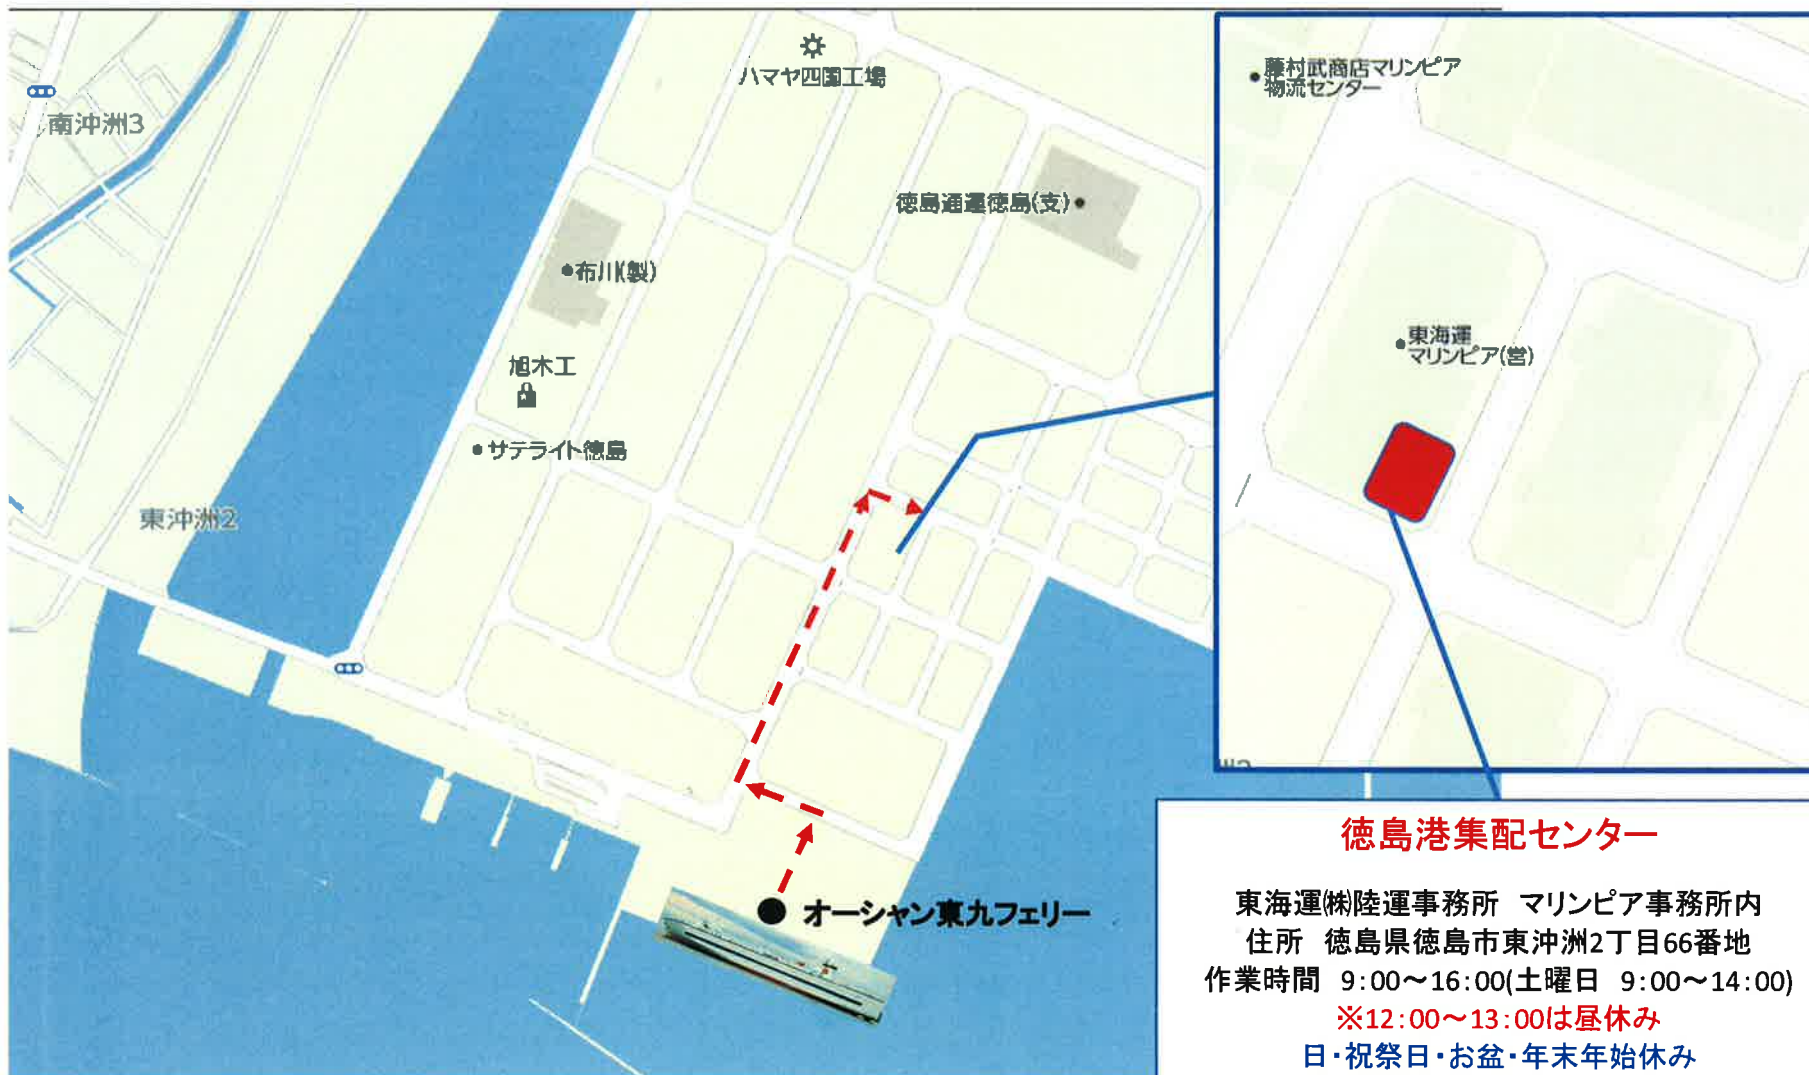 ハマヤ四国工場
南沖洲3
徳島通運徳島(支)
布川(製)
旭木工
サテライト徳島
東沖洲2
オーシャン東九フェリー
藤村武商店マリンピア
物流センター
東海運
マリンピア(営)
徳島港集配センター
東海運㈱陸運事務所 マリンピア事務所内
住所 徳島県徳島市東沖洲2丁目66番地
作業時間 9:00～16:00(土曜日 9:00～14:00)
※12:00～13:00は昼休み
日・祝祭日・お盆・年末年始休み